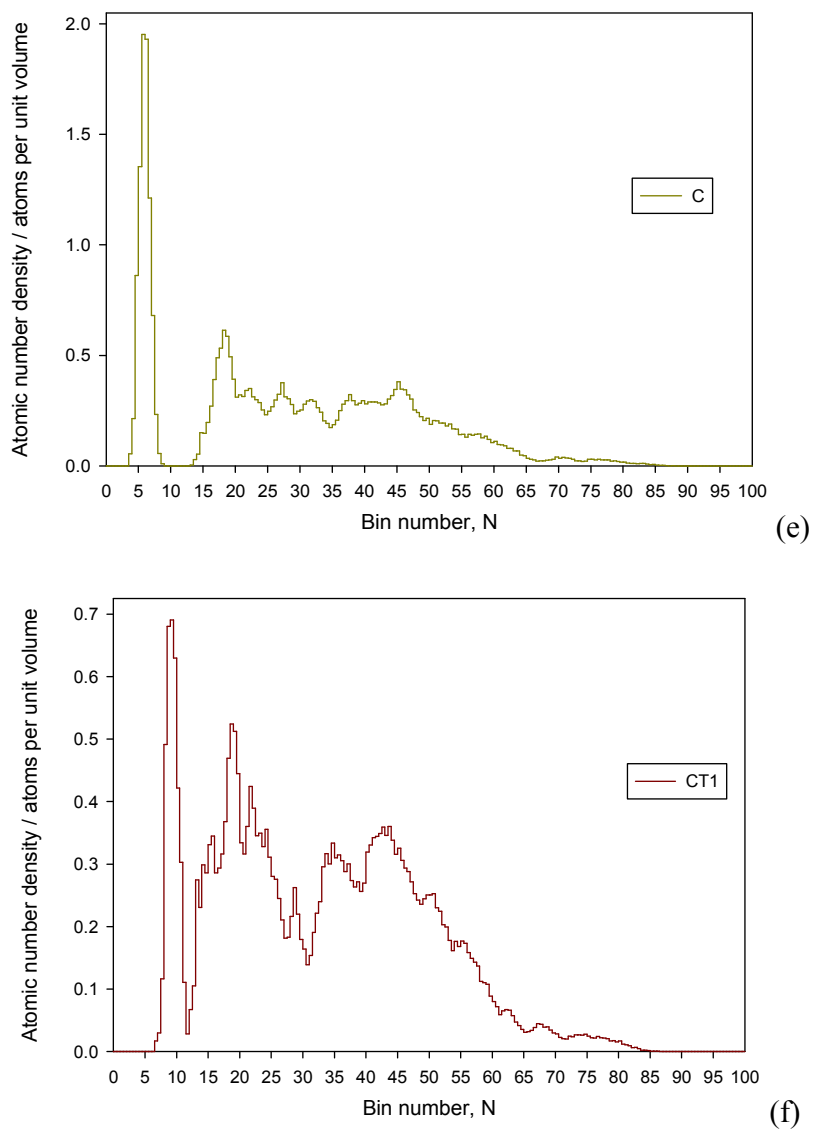 2.0
1.5
1.0
0.5
0.0
Atomic number density / atoms per unit volume
C
0 5 10 15 20 25 30 35 40 45 50 55 60 65 70 75 80 85 90 95 100
Bin number, N
(e)
0.7
0.6
0.5
0.4
0.3
0.2
0.1
0.0
Atomic number density / atoms per unit volume
CT1
0 5 10 15 20 25 30 35 40 45 50 55 60 65 70 75 80 85 90 95 100
Bin number, N
(f)